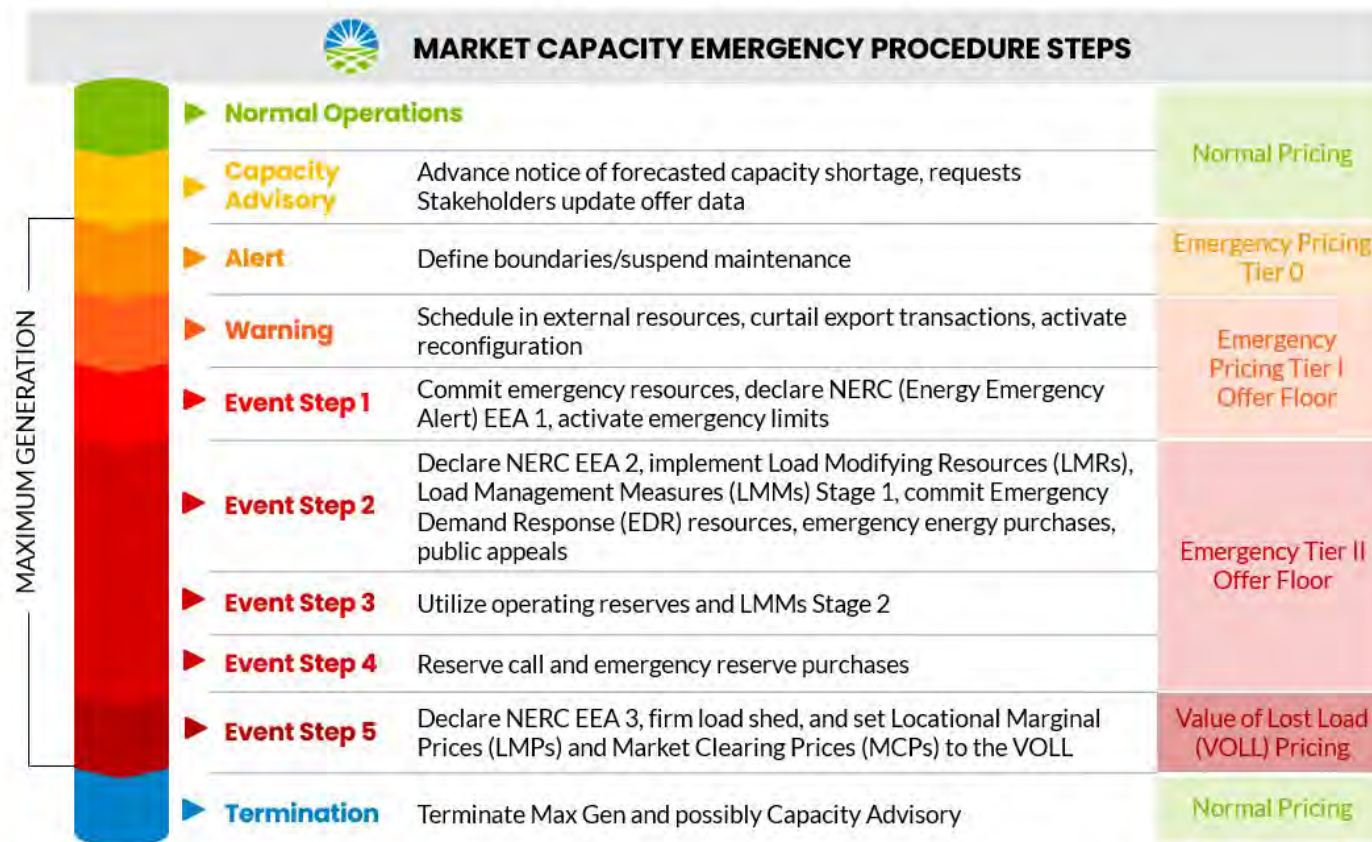 MARKET CAPACITY EMERGENCY PROCEDURE STEPS
MAXIMUM GENERATION
Normal Operations
Normal Pricing
Capacity
Advisory
Advance notice of forecasted capacity shortage, requests
Stakeholders update offer data
Alert
Define boundaries/suspend maintenance
Emergency Pricing
Tier 0
Warning
Schedule in external resources, curtail export transactions, activate
reconfiguration
Emergency
Pricing Tier I
Offer Floor
Event Step 1
Commit emergency resources, declare NERC (Energy Emergency
Alert) EEA 1, activate emergency limits
Event Step 2
Declare NERC EEA 2, implement Load Modifying Resources (LMRs),
Load Management Measures (LMMs) Stage 1, commit Emergency
Demand Response (EDR) resources, emergency energy purchases,
public appeals
Emergency Tier II
Offer Floor
Event Step 3
Utilize operating reserves and LMMs Stage 2
Event Step 4
Reserve call and emergency reserve purchases
Event Step 5
Declare NERC EEA 3, firm load shed, and set Locational Marginal
Prices (LMPs) and Market Clearing Prices (MCPs) to the VOLL
Value of Lost Load
(VOLL) Pricing
Termination
Terminate Max Gen and possibly Capacity Advisory
Normal Pricing